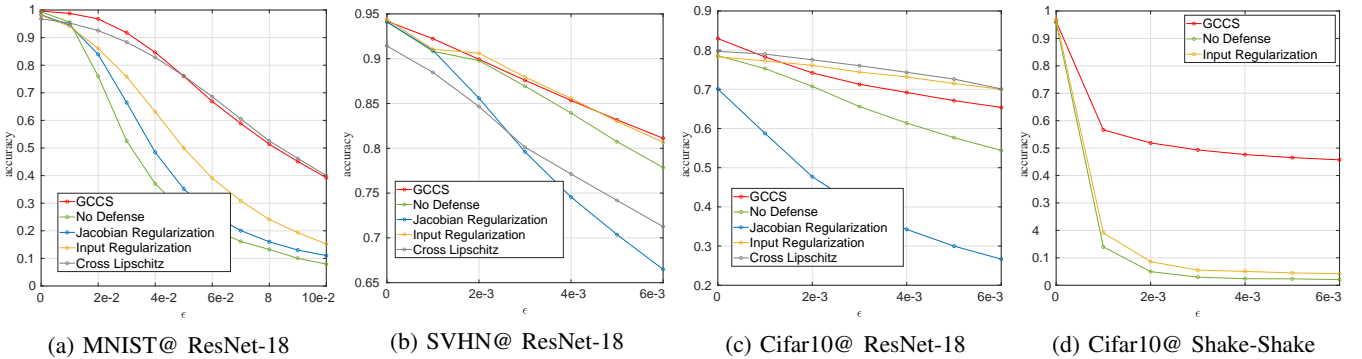 1
0.9
0.8
0.7
0.6
0.5
0.4
0.3
0.2
0.1
0
accuracy
GCCS
No Defense
Jacobian Regularization
Input Regularization
Cross Lipschitz
0
2e-2
4e-2
6e-2
8
10e-2
ϵ
(a) MNIST@ ResNet-18
0.95
0.9
0.85
0.8
0.75
0.7
0.65
accuracy
GCCS
No Defense
Jacobian Regularization
Input Regularization
Cross Lipschitz
0
2e-3
4e-3
6e-3
ϵ
(b) SVHN@ ResNet-18
0.9
0.8
0.7
0.6
0.5
0.4
0.3
0.2
accuracy
GCCS
No Defense
Jacobian Regularization
Input Regularization
Cross Lipschitz
0
2e-3
4e-3
6e-3
ϵ
(c) Cifar10@ ResNet-18
1
0.9
0.8
0.7
0.6
0.5
0.4
0.3
4
0.1
0
accuracy
GCCS
No Defense
Input Regularization
0
2e-3
4e-3
6e-3
ϵ
(d) Cifar10@ Shake-Shake